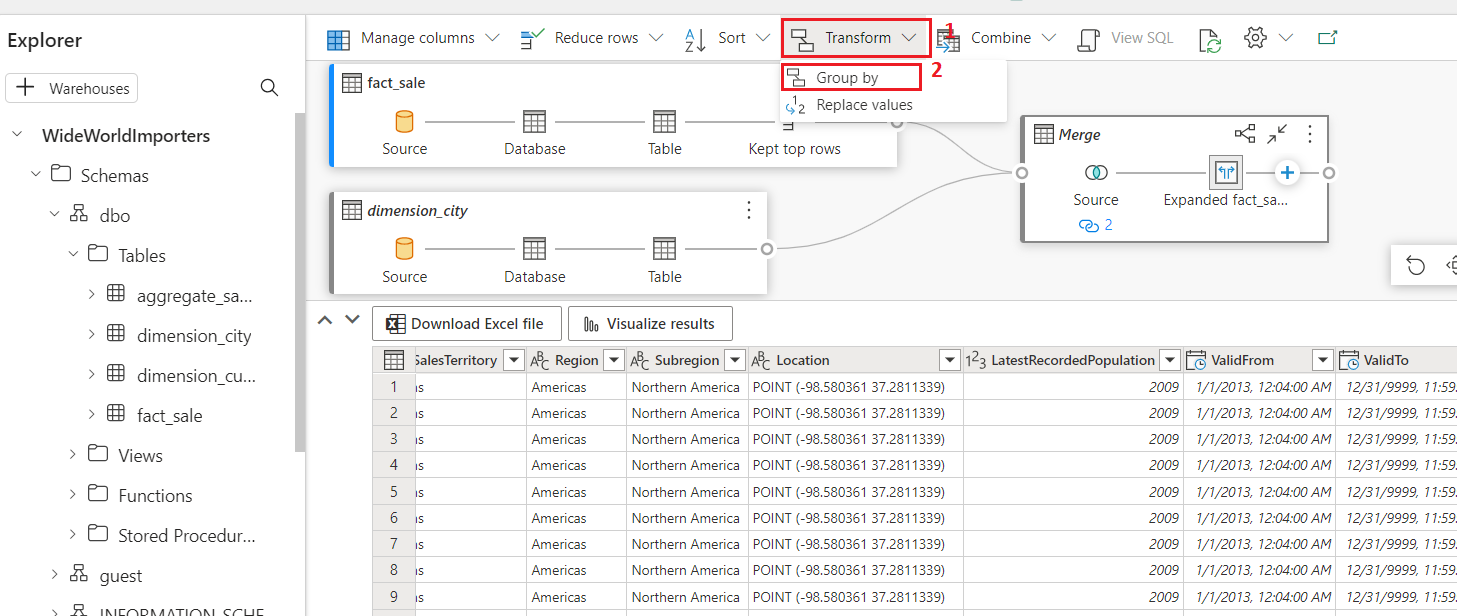 Explorer
Manage columns Reduce rows Sort Transform 1 Combine View SQL
Warehouses
WideWorldImporters
Schemas
dbo
Tables
aggregate_sa...
dimension_city
dimension_cu...
fact_sale
Views
Functions
Stored Procedur...
guest
INFORMATION_SCHE
Group by 2
Replace values
fact_sale
Source Database Table Kept top rows
dimension_city
Source Database Table
Merge
Source Expanded fact_sa...
2
Download Excel file Visualize results
SalesTerritory ABC Region ABC Subregion ABC Location 123 LatestRecordedPopulation ValidFrom ValidTo
1 as Americas Northern America POINT (-98.580361 37.2811339) 2009 1/1/2013, 12:04:00 AM 12/31/9999, 11:59:
2 as Americas Northern America POINT (-98.580361 37.2811339) 2009 1/1/2013, 12:04:00 AM 12/31/9999, 11:59:
3 as Americas Northern America POINT (-98.580361 37.2811339) 2009 1/1/2013, 12:04:00 AM 12/31/9999, 11:59:
4 as Americas Northern America POINT (-98.580361 37.2811339) 2009 1/1/2013, 12:04:00 AM 12/31/9999, 11:59:
5 as Americas Northern America POINT (-98.580361 37.2811339) 2009 1/1/2013, 12:04:00 AM 12/31/9999, 11:59:
6 as Americas Northern America POINT (-98.580361 37.2811339) 2009 1/1/2013, 12:04:00 AM 12/31/9999, 11:59:
7 as Americas Northern America POINT (-98.580361 37.2811339) 2009 1/1/2013, 12:04:00 AM 12/31/9999, 11:59:
8 as Americas Northern America POINT (-98.580361 37.2811339) 2009 1/1/2013, 12:04:00 AM 12/31/9999, 11:59:
9 as Americas Northern America POINT (-98.580361 37.2811339) 2009 1/1/2013, 12:04:00 AM 12/31/9999, 11:59: